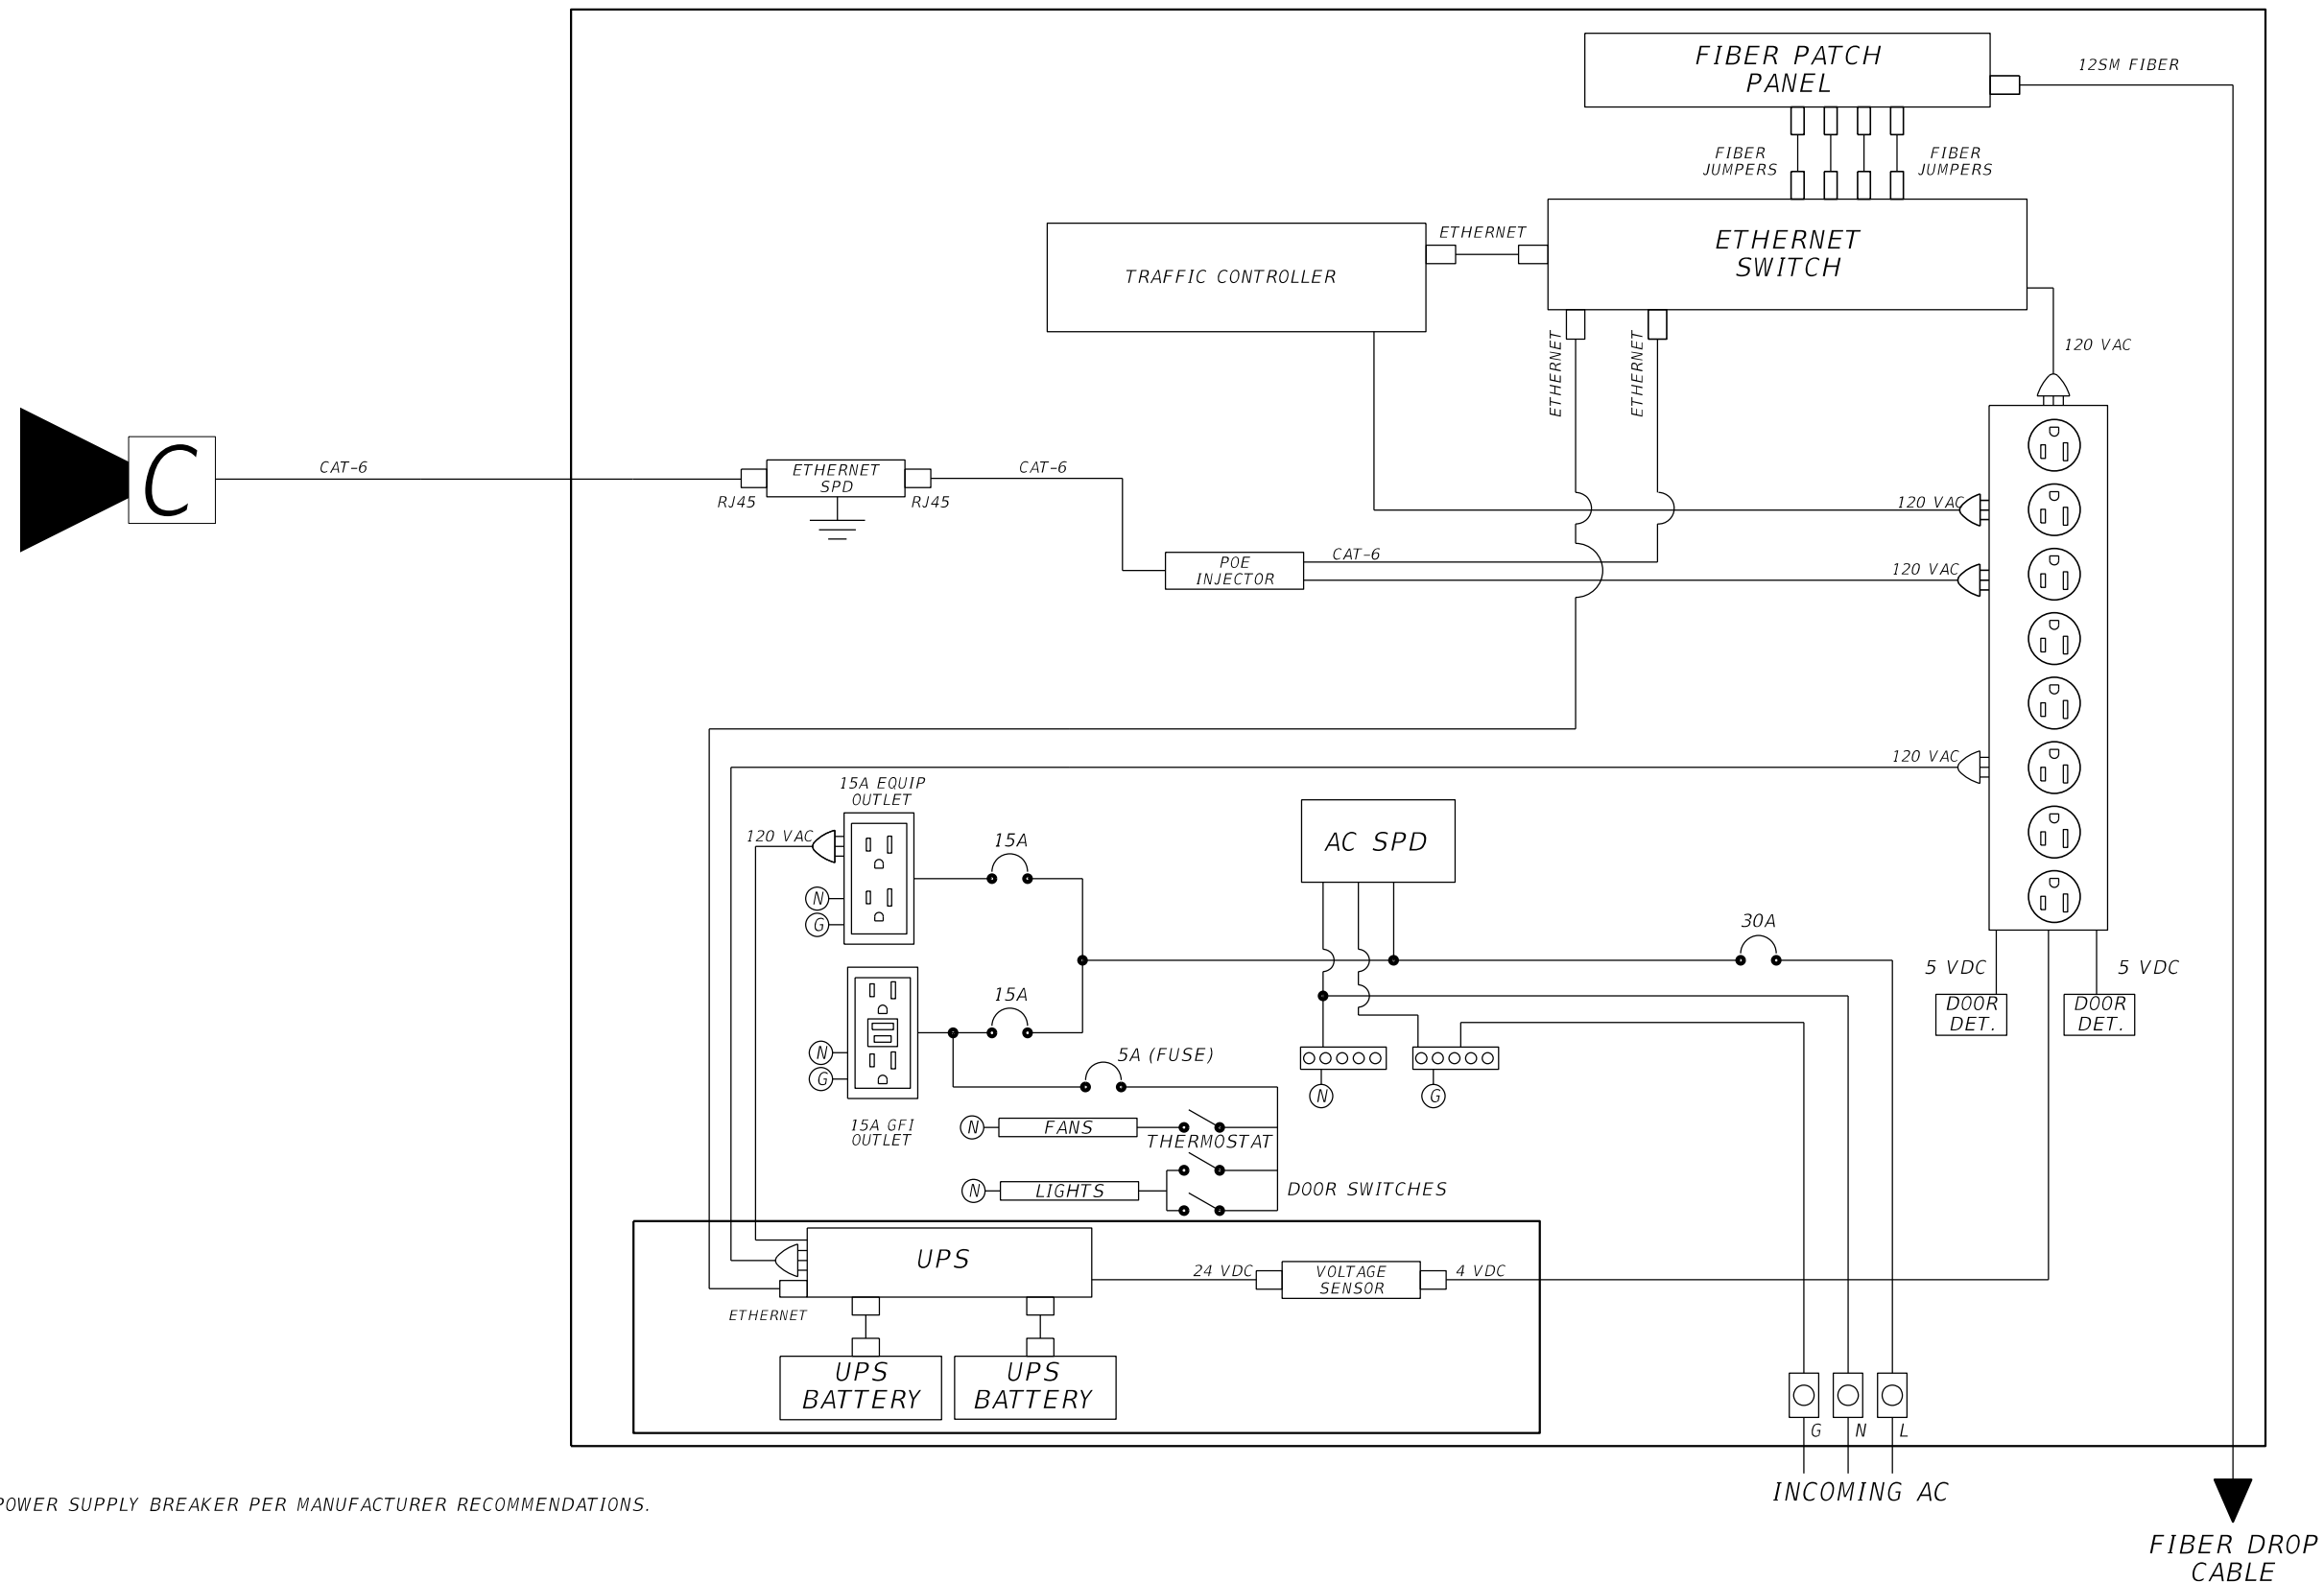 FIBER PATCH
PANEL
12SM FIBER
FIBER
JUMPERS
FIBER
JUMPERS
ETHERNET
ETHERNET
SWITCH
TRAFFIC CONTROLLER
120 VAC
ETHERNET
ETHERNET
C
CAT-6
ETHERNET
SPD
RJ45
RJ45
CAT-6
120 VAC
POE
INJECTOR
CAT-6
120 VAC
120 VAC
15A EQUIP
OUTLET
120 VAC
15A
N
G
AC SPD
30A
15A
N
G
5 VDC
5 VDC
DOOR
DET.
DOOR
DET.
5A (FUSE)
N
G
15A GFI
OUTLET
N
FANS
THERMOSTAT
N
LIGHTS
DOOR SWITCHES
UPS
24 VDC
VOLTAGE
SENSOR
4 VDC
ETHERNET
UPS
BATTERY
UPS
BATTERY
G
N
L
INCOMING AC
POWER SUPPLY BREAKER PER MANUFACTURER RECOMMENDATIONS.
FIBER DROP
CABLE